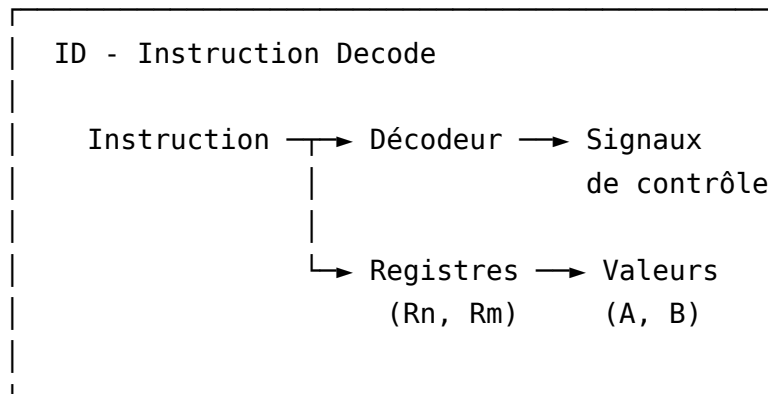 ID - Instruction Decode
Instruction Décodeur Signaux
de contrôle
Registres Valeurs
(Rn, Rm) (A, B)